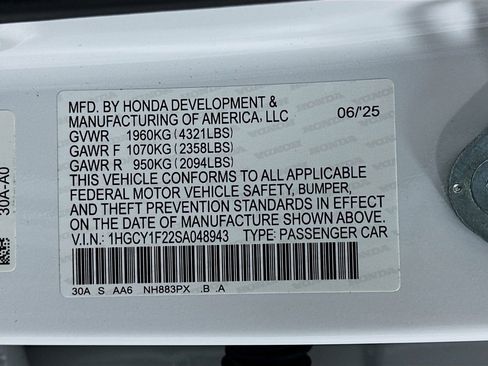 MFD. BY HONDA DEVELOPMENT &
MANUFACTURING OF AMERICA, LLC 06/'25
GVWR 1960KG(4321LBS)
GAWR F 1070KG(2358LBS)
GAWR R 950KG(2094LBS)
THIS VEHICLE CONFORMS TO ALL APPLICABLE
FEDERAL MOTOR VEHICLE SAFETY, BUMPER,
AND THEFT PREVENTION STANDARDS IN EFFECT
ON THE DATE OF MANUFACTURE SHOWN ABOVE.
V.I.N.: 1HGCY1F22SA048943 TYPE: PASSENGER CAR
30A S AA6 NH883PX .B .A
30A-A0
HONDA